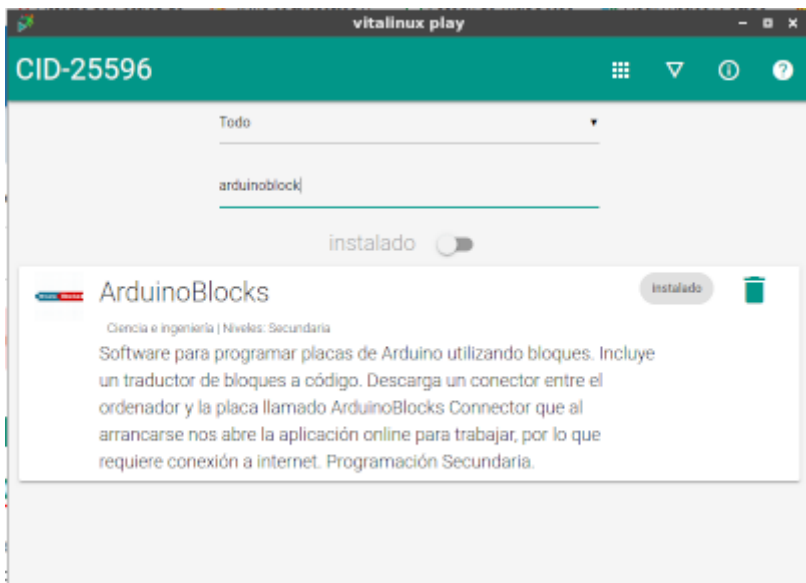 vitalinux play
CID-25596
Todo
arduinoblock
instalado
ArduinoBlocks
instalado
Ciencia e ingeniería | Niveles: Secundaria
Software para programar placas de Arduino utilizando bloques. Incluye
un traductor de bloques a código. Descarga un conector entre el
ordenador y la placa llamado ArduinoBlocks Connector que al
arrancarse nos abre la aplicación online para trabajar, por lo que
requiere conexión a internet. Programación Secundaria.